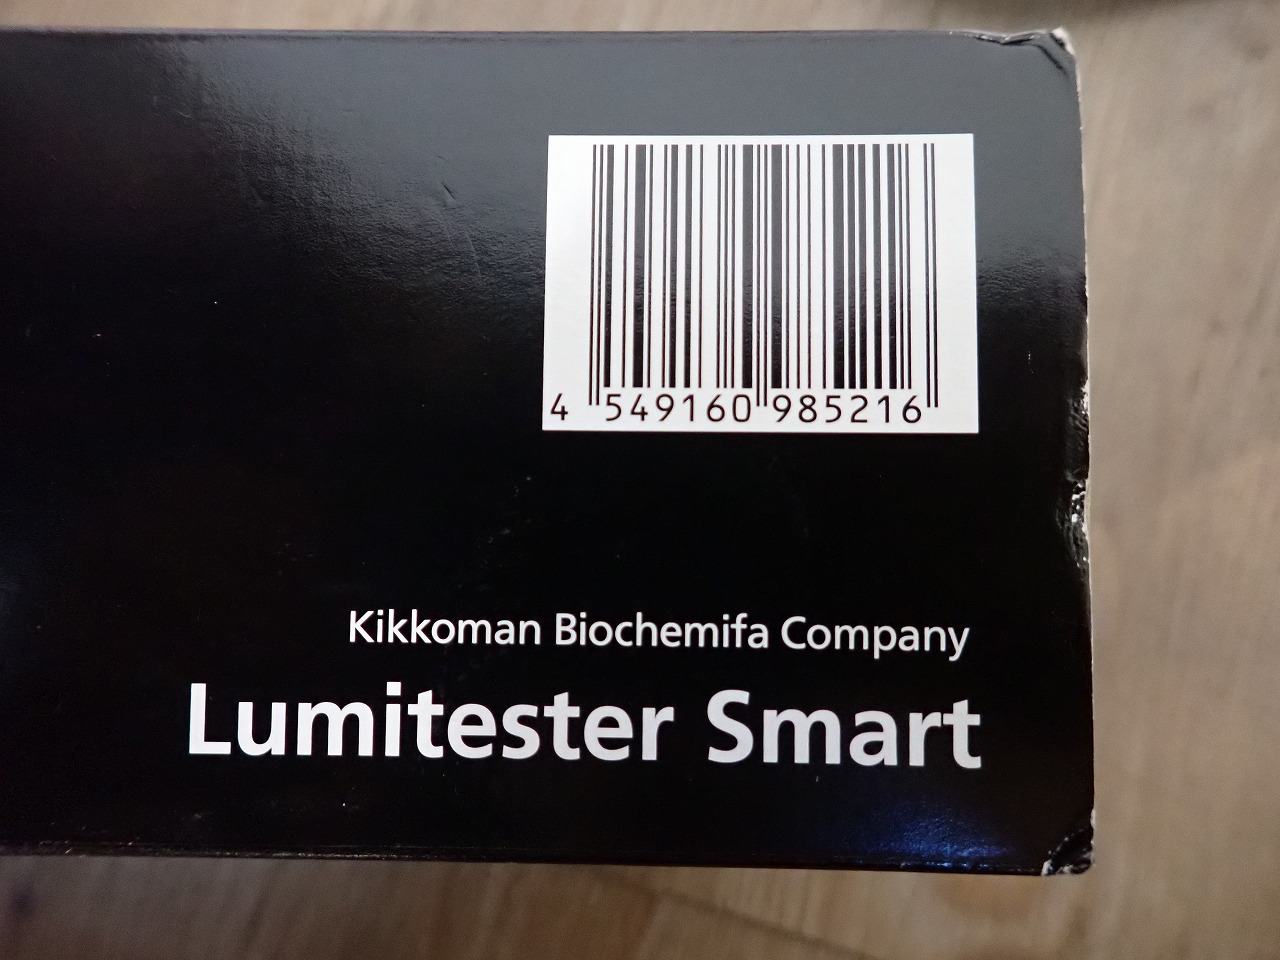 4 549160 985216
Kikkoman Biochemifa Company
Lumitester Smart